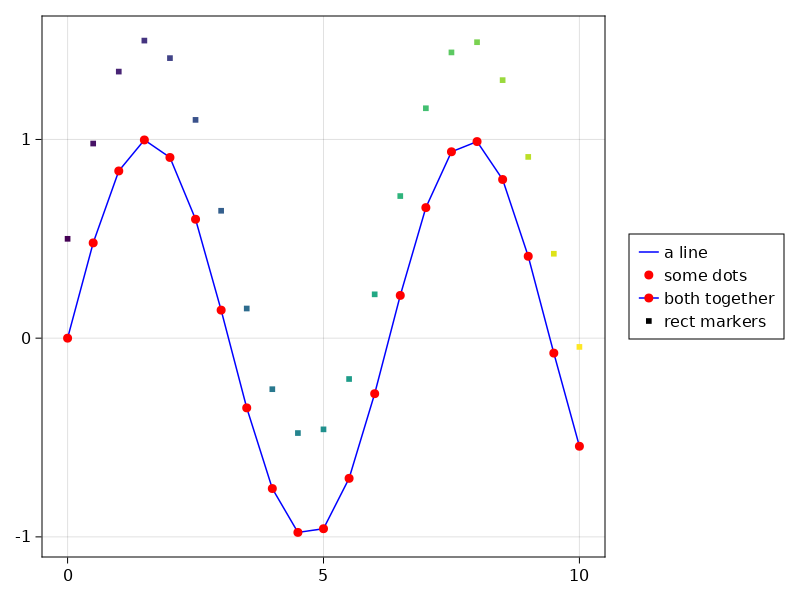 1
0
-1
0 5 10
a line
some dots
both together
rect markers